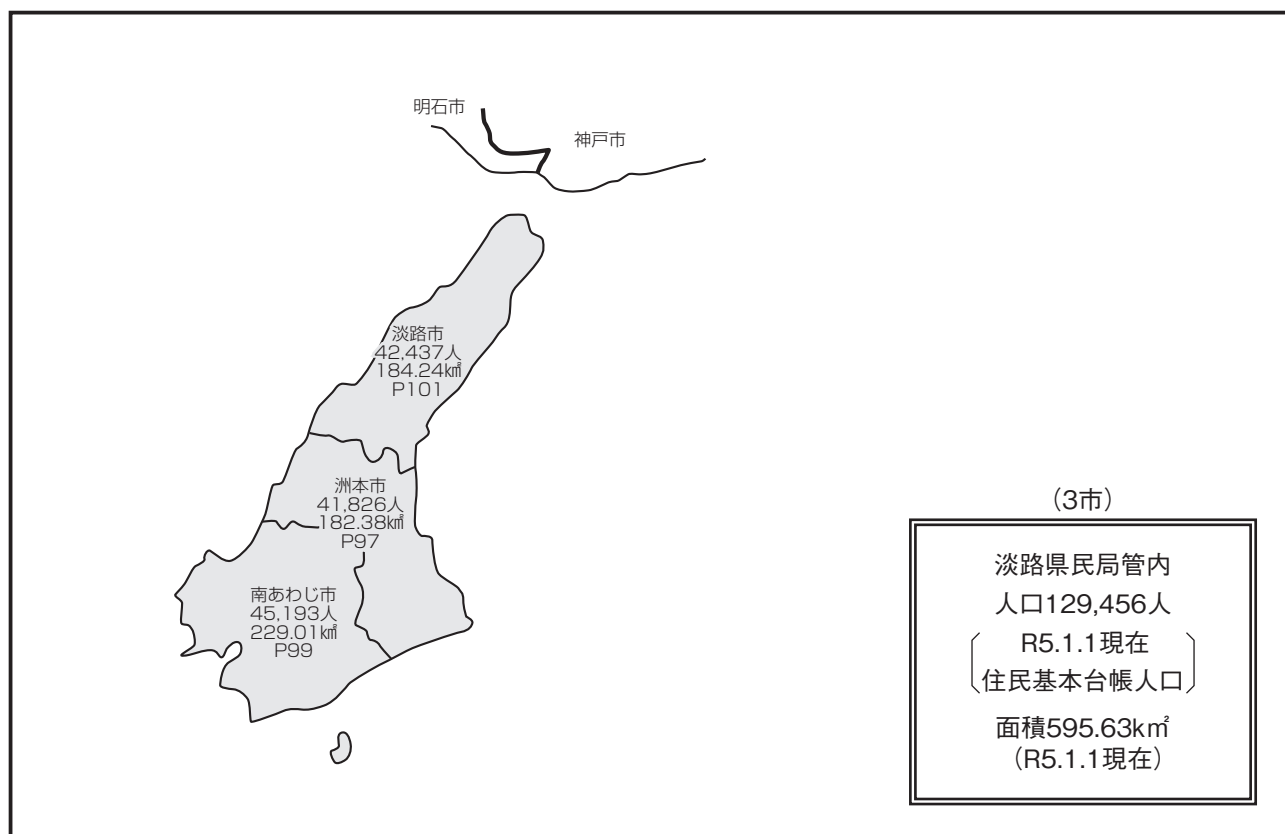 明石市
神戸市
淡路市
42,437人
184.24㎢
P101
洲本市
41,826人
182.38㎢
P97
南あわじ市
45,193人
229.01㎢
P99
（3市）
淡路県民局管内
人口129,456人
R5.1.1現在
住民基本台帳人口
面積595.63k㎡
（R5.1.1現在）